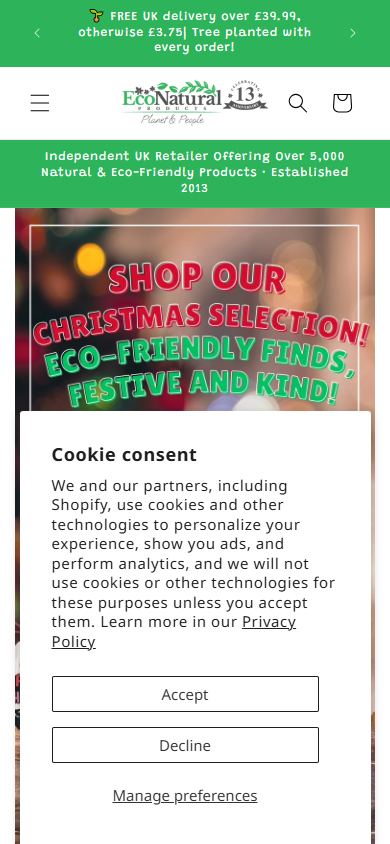 🌱 FREE UK delivery over £39.99,
otherwise £3.75| Tree planted with
every order!
EcoNatural
PRODUCTS
Planet & People
CELEBRATING
13
ANNIVERSARY
Independent UK Retailer Offering Over 5,000
Natural & Eco-Friendly Products · Established
2013
SHOP OUR
CHRISTMAS SELECTION!
ECO-FRIENDLY FINDS,
FESTIVE AND KIND!
Cookie consent
We and our partners, including
Shopify, use cookies and other
technologies to personalize your
experience, show you ads, and
perform analytics, and we will not
use cookies or other technologies for
these purposes unless you accept
them. Learn more in our Privacy
Policy
Accept
Decline
Manage preferences